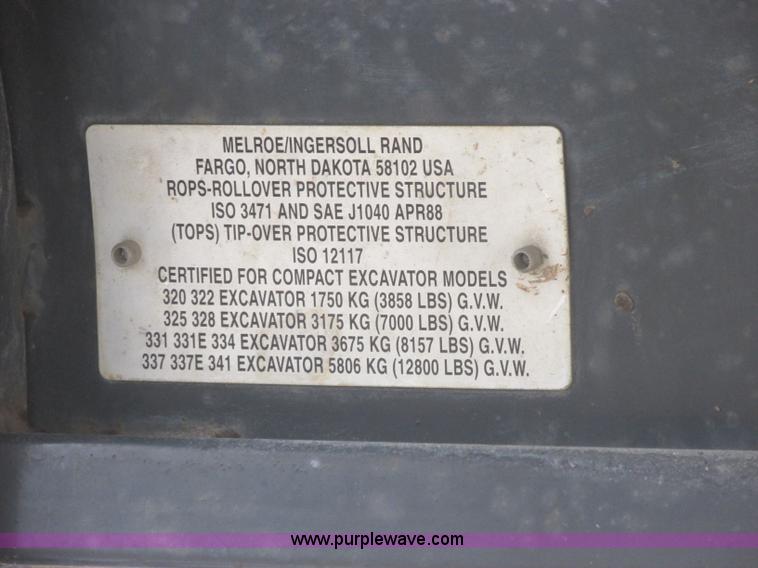 MELROE/INGERSOLL RAND
FARGO, NORTH DAKOTA 58102 USA
ROPS-ROLLOVER PROTECTIVE STRUCTURE
ISO 3471 AND SAE J1040 APR88
(TOPS) TIP-OVER PROTECTIVE STRUCTURE
ISO 12117
CERTIFIED FOR COMPACT EXCAVATOR MODELS
320 322 EXCAVATOR 1750 KG (3858 LBS) G.V.W.
325 328 EXCAVATOR 3175 KG (7000 LBS) G.V.W.
331 331E 334 EXCAVATOR 3675 KG (8157 LBS) G.V.W.
337 337E 341 EXCAVATOR 5806 KG (12800 LBS) G.V.W.
www.purplewave.com